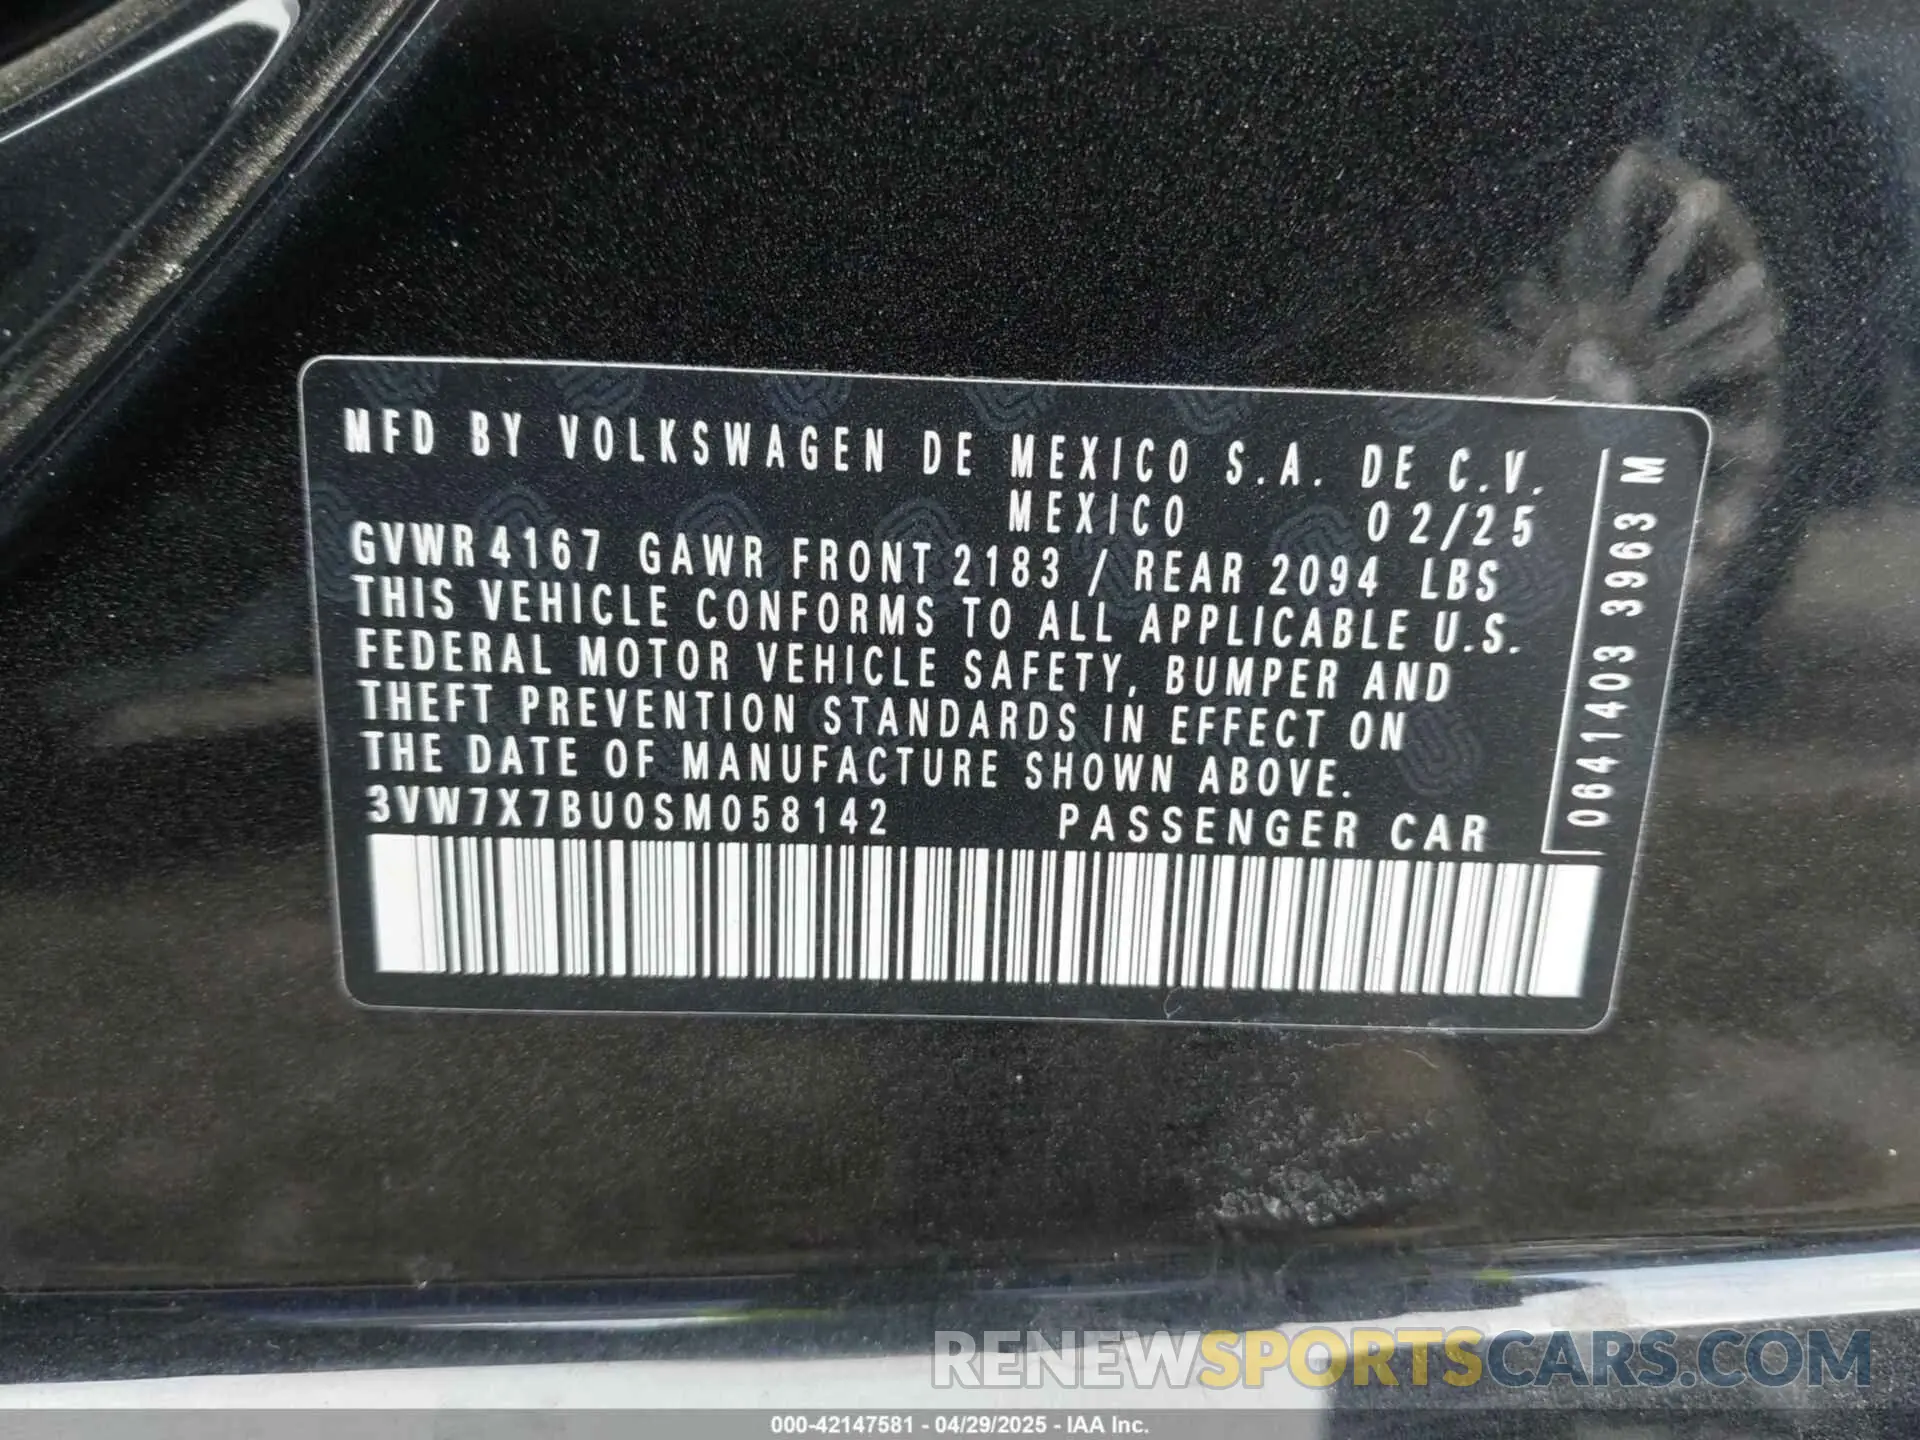 MFD BY VOLKSWAGEN DE MEXICO S.A. DE C.V.
MEXICO 02/25
GVWR 4167 GAWR FRONT 2183 / REAR 2094 LBS
THIS VEHICLE CONFORMS TO ALL APPLICABLE U.S.
FEDERAL MOTOR VEHICLE SAFETY, BUMPER AND
THEFT PREVENTION STANDARDS IN EFFECT ON
THE DATE OF MANUFACTURE SHOWN ABOVE.
3VW7X7BU0SM058142 PASSENGER CAR
0641403 3963 M
RENEWSPORTSCARS.COM
000-42147581 - 04/29/2025 - IAA Inc.